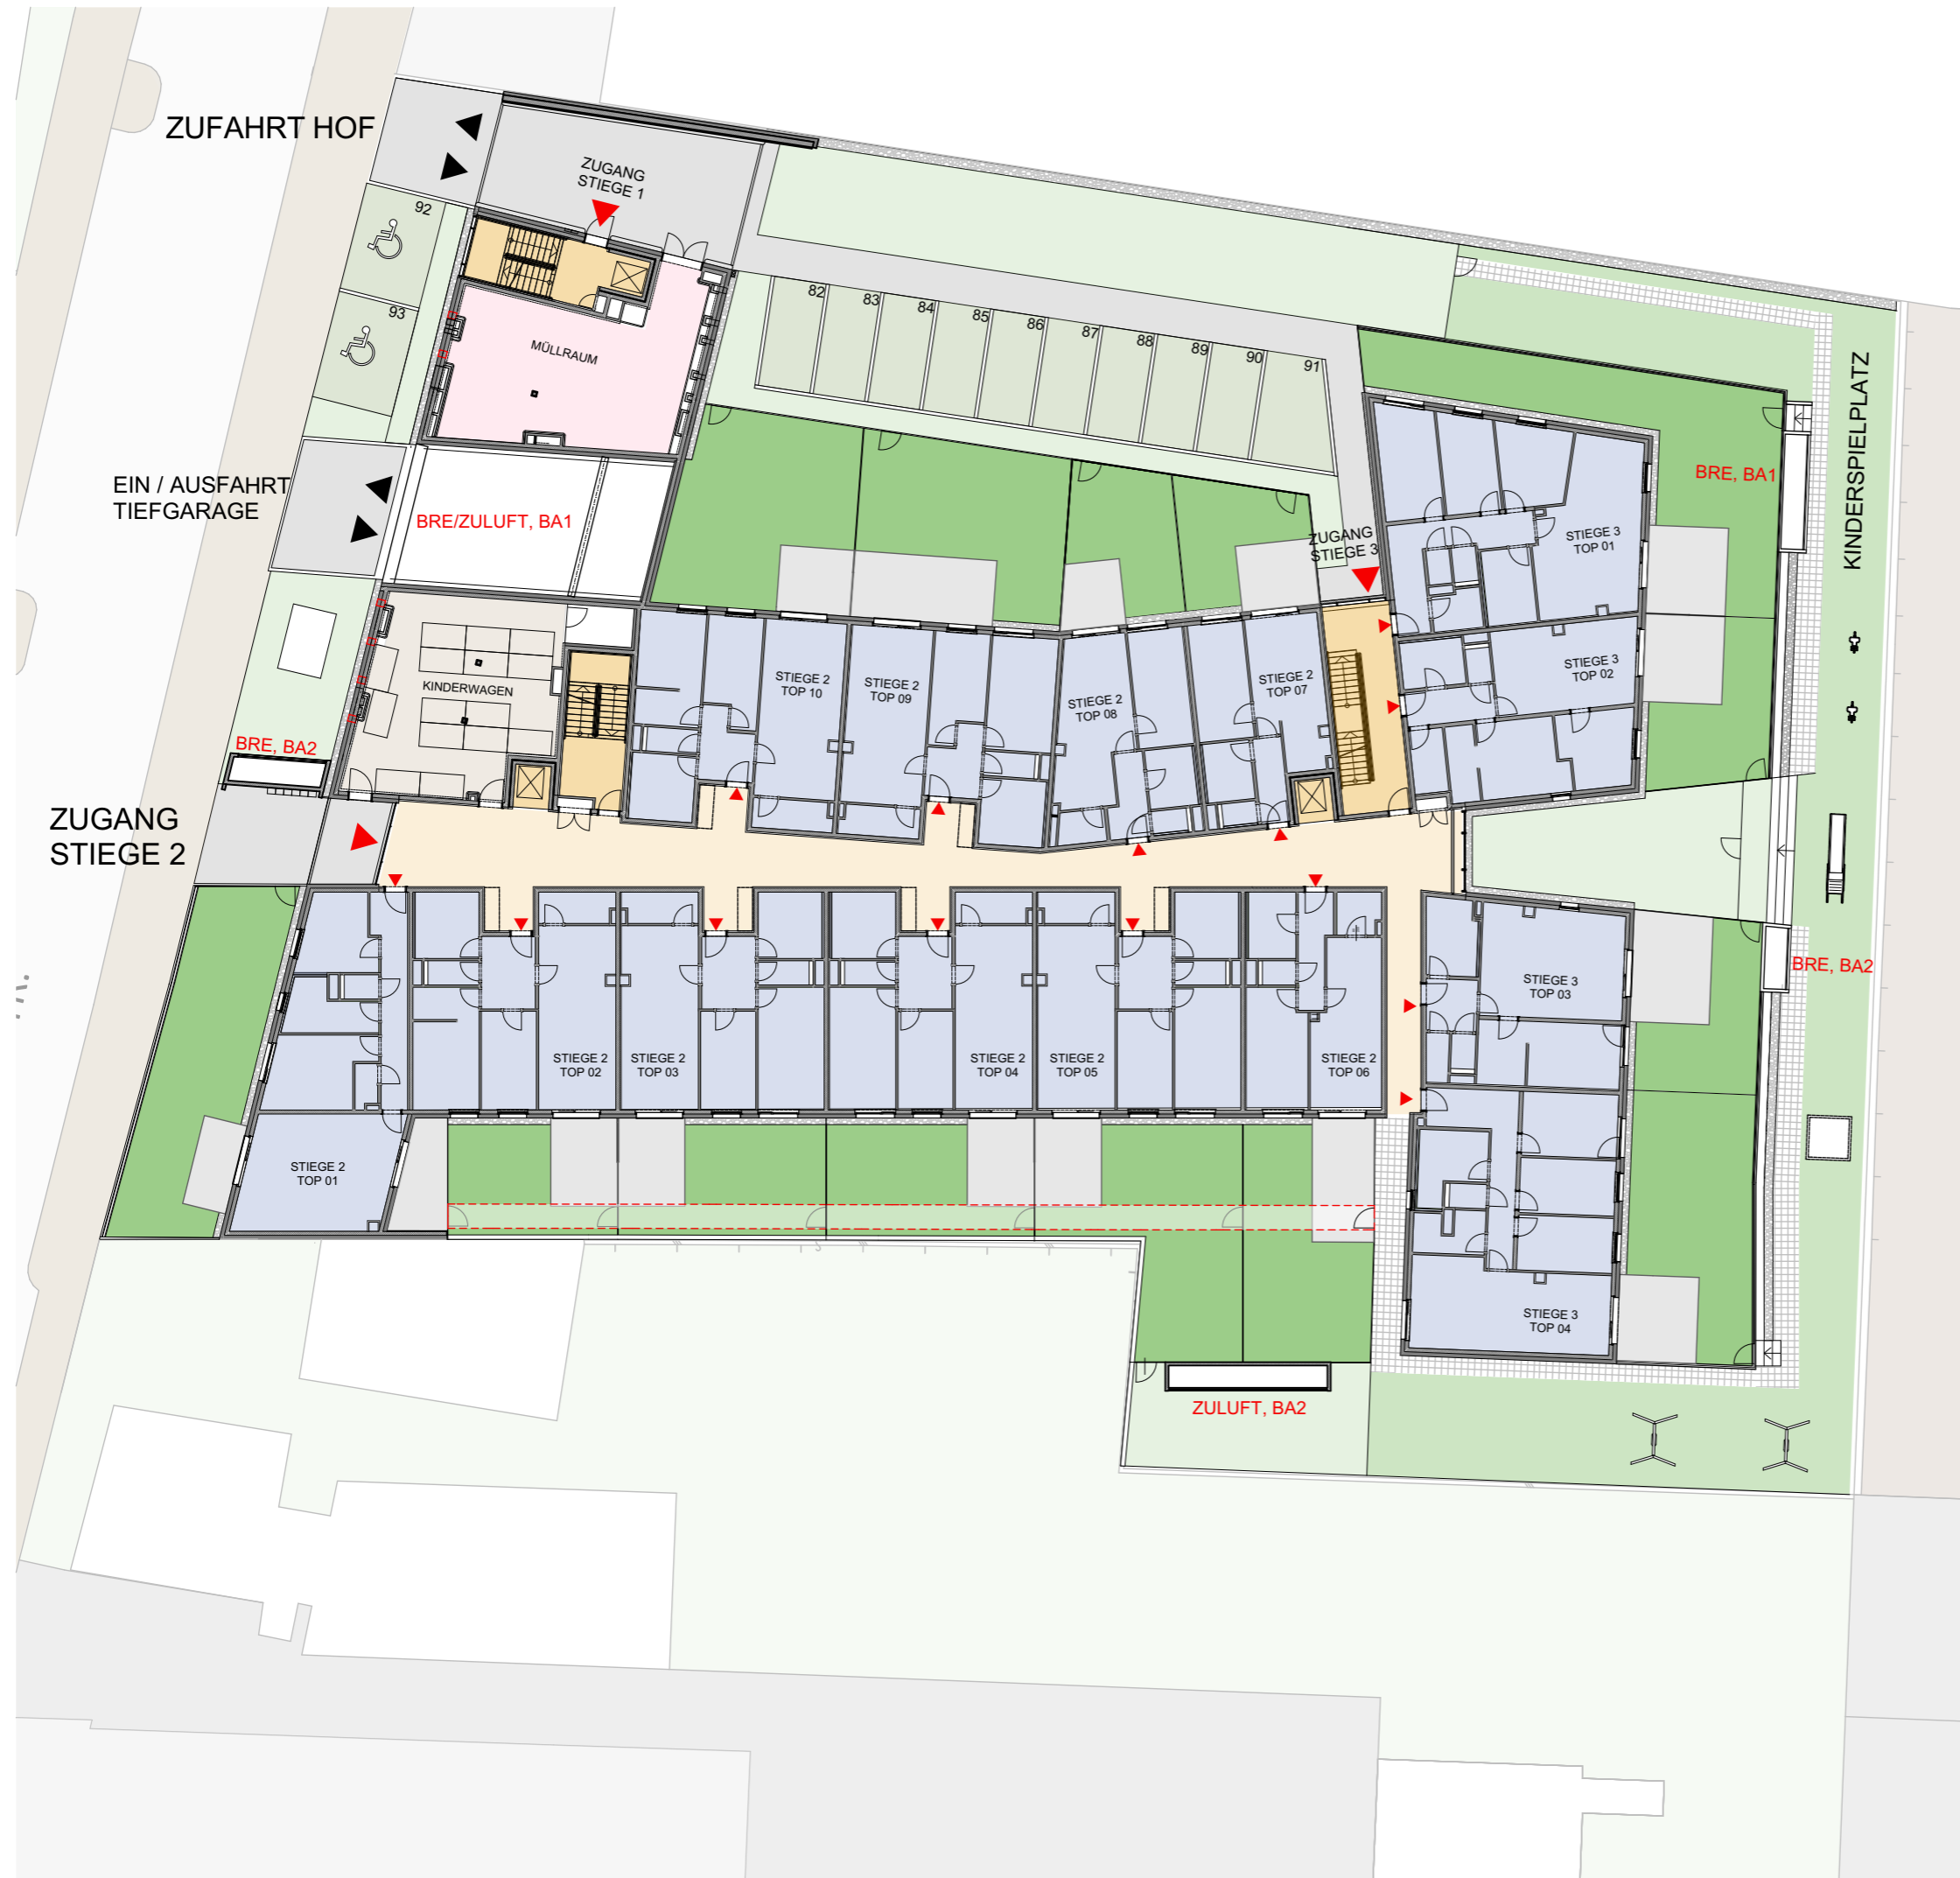 ZUFAHRT HOF
ZUGANG
STIEGE 1
92
93
MÜLLRAUM
82
83
84
85
86
87
88
89
90
91
KINDERSPIELPLATZ
EIN / AUSFAHRT
TIEFGARAGE
BRE/ZULUFT, BA1
BRE, BA1
ZUGANG
STIEGE 3
STIEGE 3
TOP 01
STIEGE 3
TOP 02
KINDERWAGEN
STIEGE 2
TOP 10
STIEGE 2
TOP 09
STIEGE 2
TOP 08
STIEGE 2
TOP 07
BRE, BA2
ZUGANG
STIEGE 2
BRE, BA2
STIEGE 3
TOP 03
STIEGE 2
TOP 02
STIEGE 2
TOP 03
STIEGE 2
TOP 04
STIEGE 2
TOP 05
STIEGE 2
TOP 06
STIEGE 2
TOP 01
STIEGE 3
TOP 04
ZULUFT, BA2